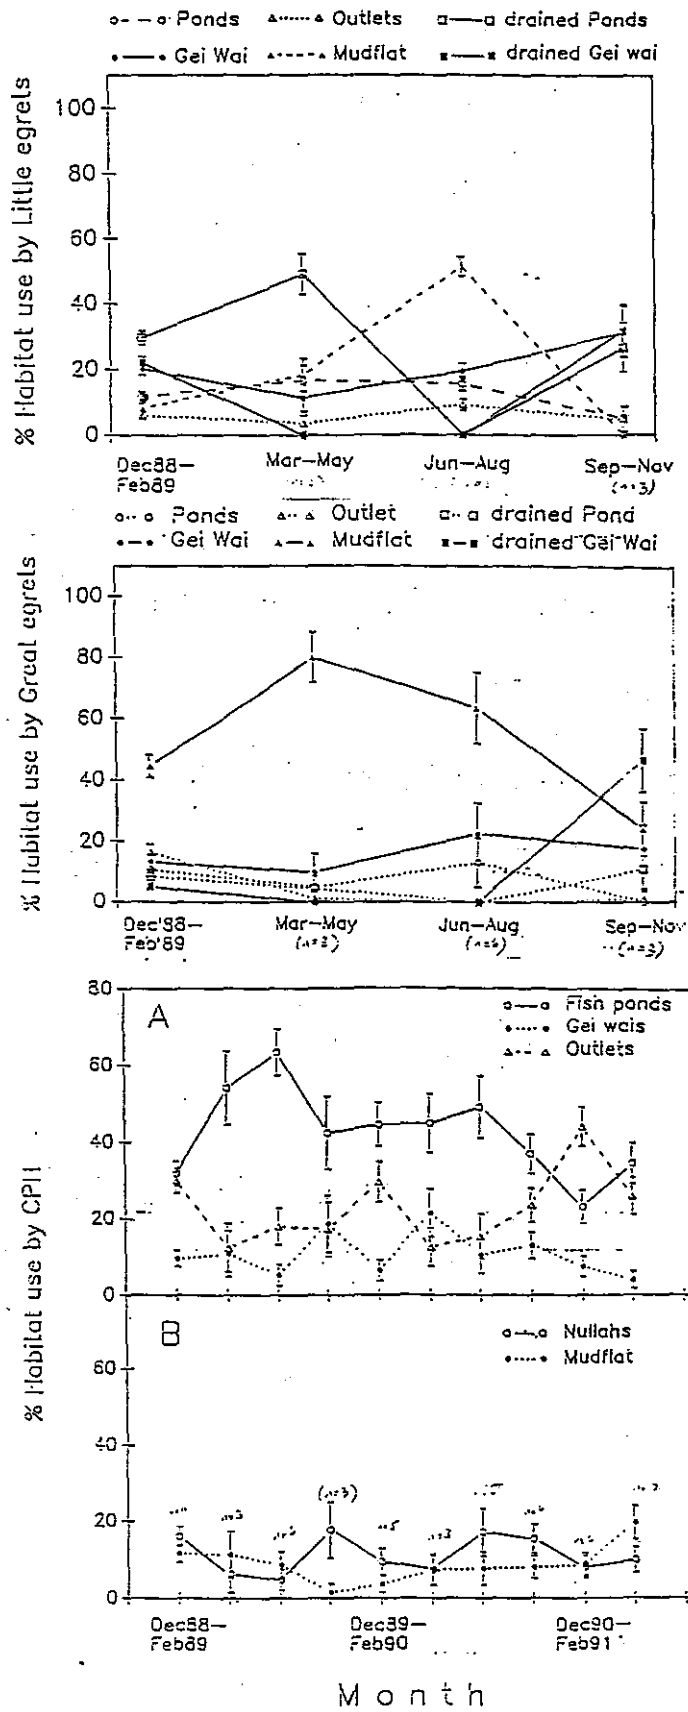 Ponds Outlets drained Ponds
Gei Wai Mudflat drained Gei wai
% Habitat use by Little egrets
100
80
60
40
20
0
Dec88– Mar–May Jun–Aug Sep–Nov
Feb89 (n=3)
Ponds Outlet drained Pond
Gei Wai Mudflat drained Gei Wai
% Habitat use by Great egrets
100
80
60
40
20
0
Dec'88– Mar–May Jun–Aug Sep–Nov
Feb'89 (n=3) (n=3)
% Habitat use by CPH
A
Fish ponds
Gei wais
Outlets
80
60
40
20
0
B
Nullahs
Mudflat
60
40
20
0
(n=3)
n=5
n=3
Dec88– Dec89– Dec90–
Feb89 Feb90 Feb91
Month